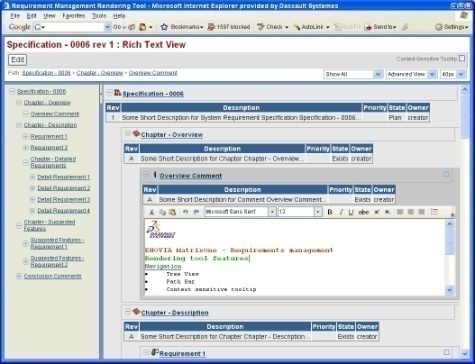 Requirement Management Rendering Tool - Microsoft Internet Explorer provided by Dassault Systemes
File Edit View Favorites Tools Help
Google G Go Bookmarks 1597 blocked Check AutoLink AutoFill Send to Settings
Specification - 0006 rev 1 : Rich Text View
Edit
Context Sensitive Tooltip
Path Specification - 0006 > Chapter - Overview > Overview Comment
Show All Advanced View 40px
Specification - 0006
Chapter - Overview
Overview Comment
Chapter - Description
Requirement 1
Requirement 2
Chapter - Detailed
Requirements
Detail Requirement 1
Detail Requirement 2
Detail Requirement 3
Detail Requirement 4
Chapter - Suggested
Features
Suggested Features -
Requirement 1
Suggested Features -
Requirement 2
Conclusion Comments
Specification - 0006
Rev Description Priority State Owner
1 Some Short Description for System Requirement Specification Specification - 0006... Plan creator
Chapter - Overview
Rev Description Priority State Owner
A Some Short Description for Chapter Chapter - Overview... Exists creator
Overview Comment
Rev Description State Owner
A Some Short Description for Comment Overview Comment... Exists creator
Microsoft Sans Serif 12 B I U abc x² x₂
ENOVIA MatrixOne - Requirements management
Rendering tool features
Navigation
• Tree View
• Path Bar
• Context sensitive tooltip
Chapter - Description
Rev Description Priority State Owner
A Some Short Description for Chapter Chapter - Description... Exists creator
Requirement 1